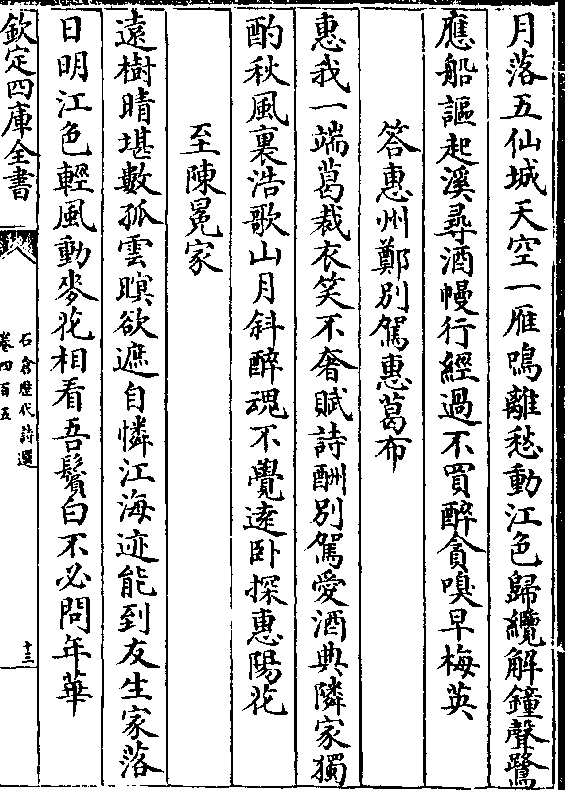 月落五仙城天空一雁鳴離愁動江色歸纜解鐘聲鷺
應船謳起溪尋酒幔行經過不買醉貪嗅早梅英
答惠州鄭別駕惠葛布
惠我一端葛裁衣笑不奢賦詩酬別駕愛酒典隣家獨
酌秋風裏浩歌山月斜醉魂不覺逺卧探惠陽花
至陳冕家
遠樹晴堪數孤雲暝欲遮自憐江海迹能到友生家落
日明江色輕風動麥花相看吾鬢白不必問年華
欽定四庫全書
石倉歴代詩選
卷四百五
十三